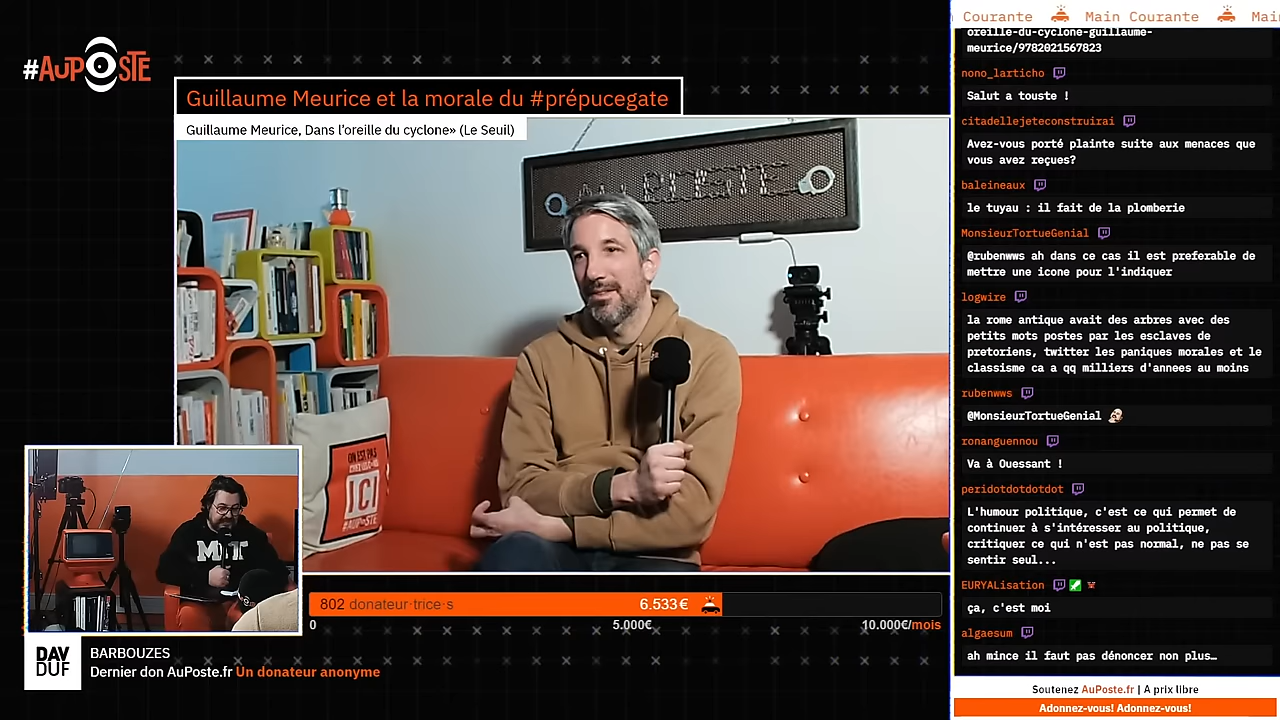 #AuPOSTE
Guillaume Meurice et la morale du #prépucegate
Guillaume Meurice, Dans l'oreille du cyclone» (Le Seuil)
ON EST PAS
ICI
#AUPOSTE
MIT
802 donateur·trice·s
6.533€
0
5.000€
10.000€/mois
DAV
DUF
BARBOUZES
Dernier don AuPoste.fr Un donateur anonyme
Courante Main Courante Mai
oreille-du-cyclone-guillaume-
meurice/9782021567823
nono_larticho
Salut a touste !
citadellejeteconstruirai
Avez-vous porté plainte suite aux menaces que
vous avez reçues?
baleineaux
le tuyau : il fait de la plomberie
MonsieurTortueGenial
@rubenwws ah dans ce cas il est preferable de
mettre une icone pour l'indiquer
logwire
la rome antique avait des arbres avec des
petits mots postes par les esclaves de
pretoriens, twitter les paniques morales et le
classisme ca a qq milliers d'annees au moins
rubenwws
@MonsieurTortueGenial
ronanguennou
Va à Ouessant !
peridotdotdotdot
L'humour politique, c'est ce qui permet de
continuer à s'intéresser au politique,
critiquer ce qui n'est pas normal, ne pas se
sentir seul...
EURYALisation
ça, c'est moi
algaesum
ah mince il faut pas dénoncer non plus…
Soutenez AuPoste.fr | A prix libre
Adonnez-vous! Adonnez-vous!